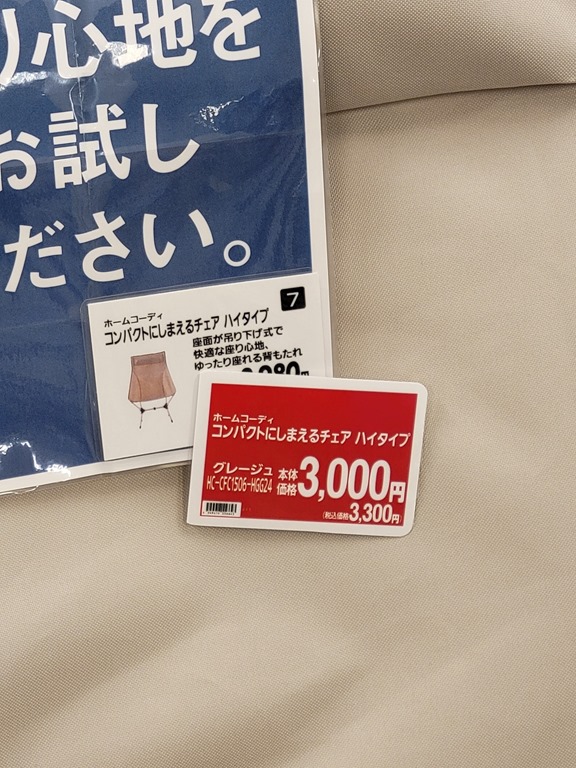 り心地を
お試し
ださい。
7
ホームコーディ
コンパクトにしまえるチェア ハイタイプ
座面が吊り下げ式で
快適な座り心地、
ゆったり座れる背もたれ
ホームコーディ
コンパクトにしまえるチェア ハイタイプ
グレージュ
HC-CFC1506-HGG24
本体
価格
3,000円
(税込価格3,300円)